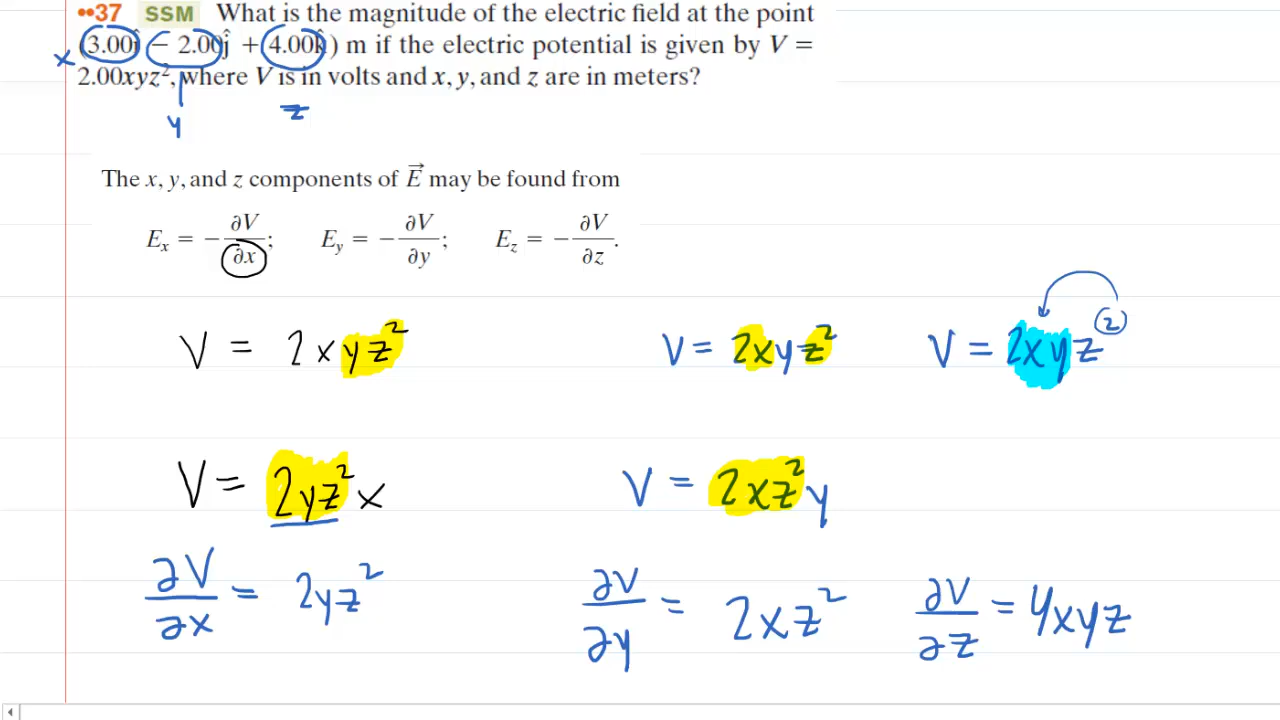 ••37 SSM What is the magnitude of the electric field at the point
(3.00î − 2.00ĵ + 4.00k̂) m if the electric potential is given by V =
2.00xyz², where V is in volts and x, y, and z are in meters?
x
y
z
The x, y, and z components of E⃗ may be found from
Eₓ = −∂V/∂x; E_y = −∂V/∂y; E_z = −∂V/∂z.
V = 2xyz² V = 2xyz² V = 2xyz²
V = 2yz²x V = 2xz²y
∂V/∂x = 2yz² ∂V/∂y = 2xz² ∂V/∂z = 4xyz